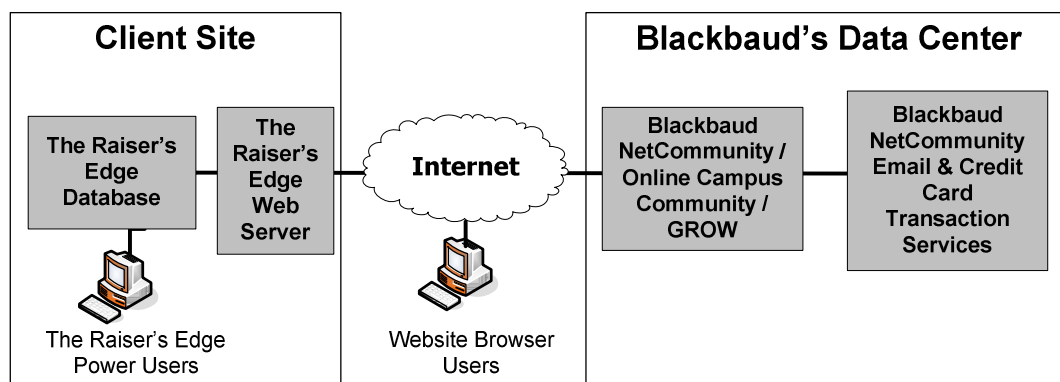 Client Site
The Raiser's
Edge
Database
The
Raiser's
Edge
Web
Server
The Raiser's Edge
Power Users
Internet
Website Browser
Users
Blackbaud's Data Center
Blackbaud
NetCommunity /
Online Campus
Community /
GROW
Blackbaud
NetCommunity
Email & Credit
Card
Transaction
Services